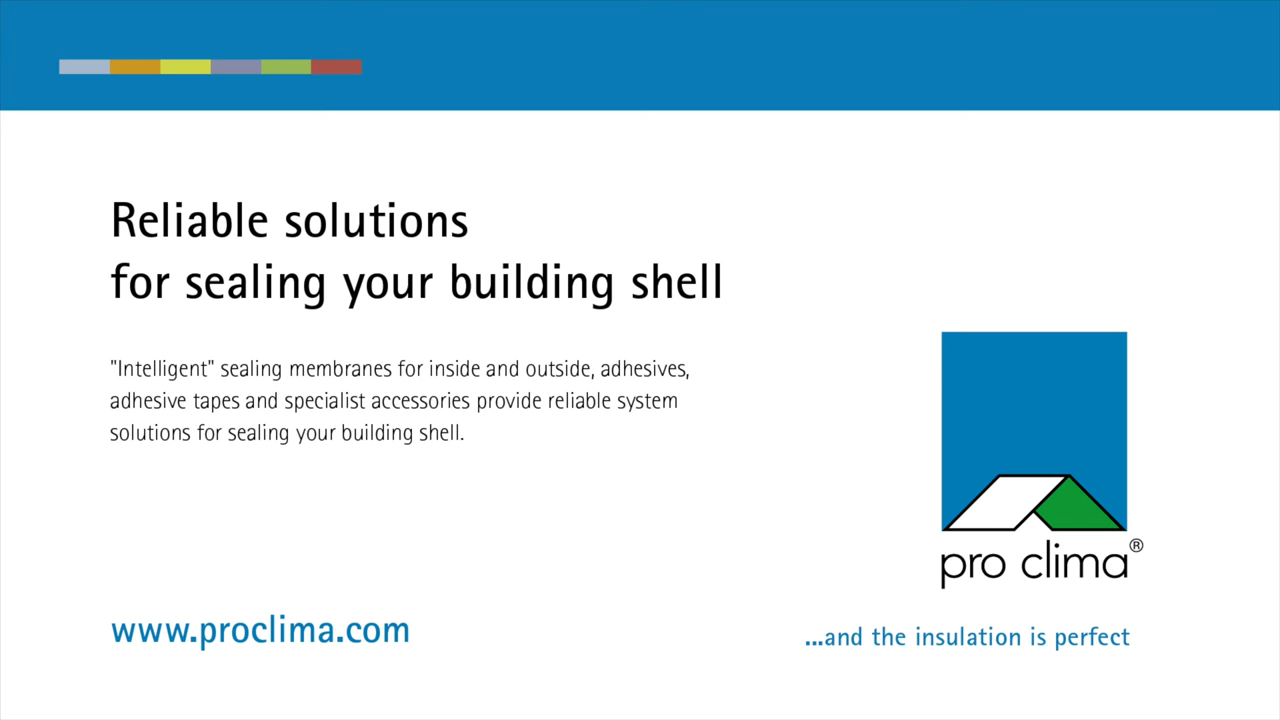 Reliable solutions
for sealing your building shell
"Intelligent" sealing membranes for inside and outside, adhesives,
adhesive tapes and specialist accessories provide reliable system
solutions for sealing your building shell.
pro clima®
www.proclima.com
...and the insulation is perfect